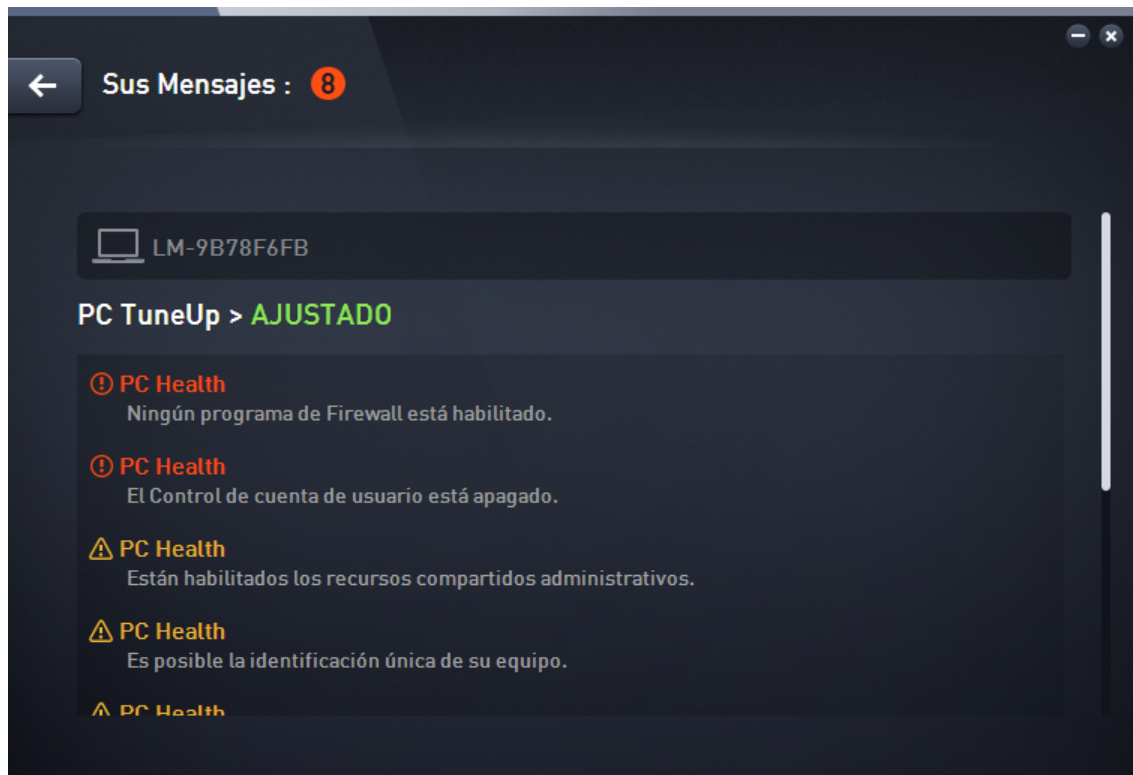 Sus Mensajes : 8
LM-9B78F6FB
PC TuneUp > AJUSTADO
PC Health
Ningún programa de Firewall está habilitado.
PC Health
El Control de cuenta de usuario está apagado.
PC Health
Están habilitados los recursos compartidos administrativos.
PC Health
Es posible la identificación única de su equipo.
PC Health